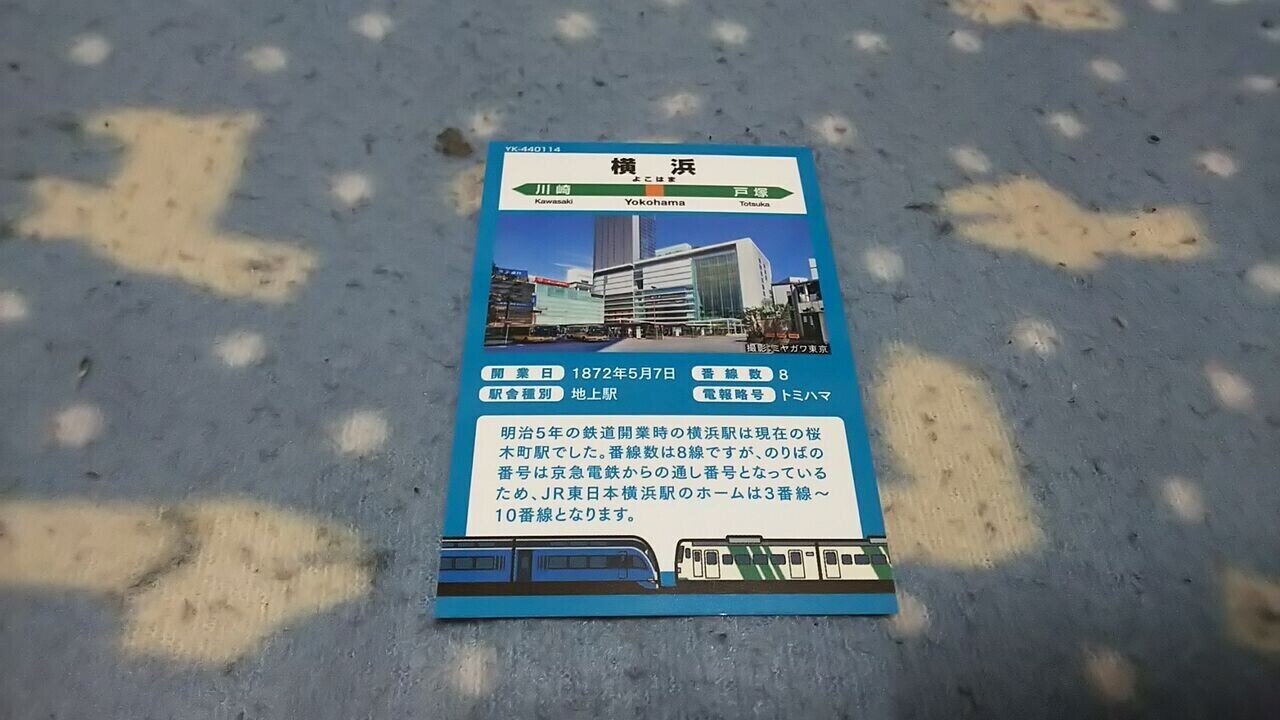 YK-440114
横浜
よこはま
川崎 戸塚
Kawasaki Yokohama Totsuka
撮影:ミヤガワ東京
開業日 1872年5月7日 番線数 8
駅舎種別 地上駅 電報略号 トミハマ
明治5年の鉄道開業時の横浜駅は現在の桜
木町駅でした。番線数は8線ですが、のりばの
番号は京急電鉄からの通し番号となっている
ため、JR東日本横浜駅のホームは3番線～
10番線となります。